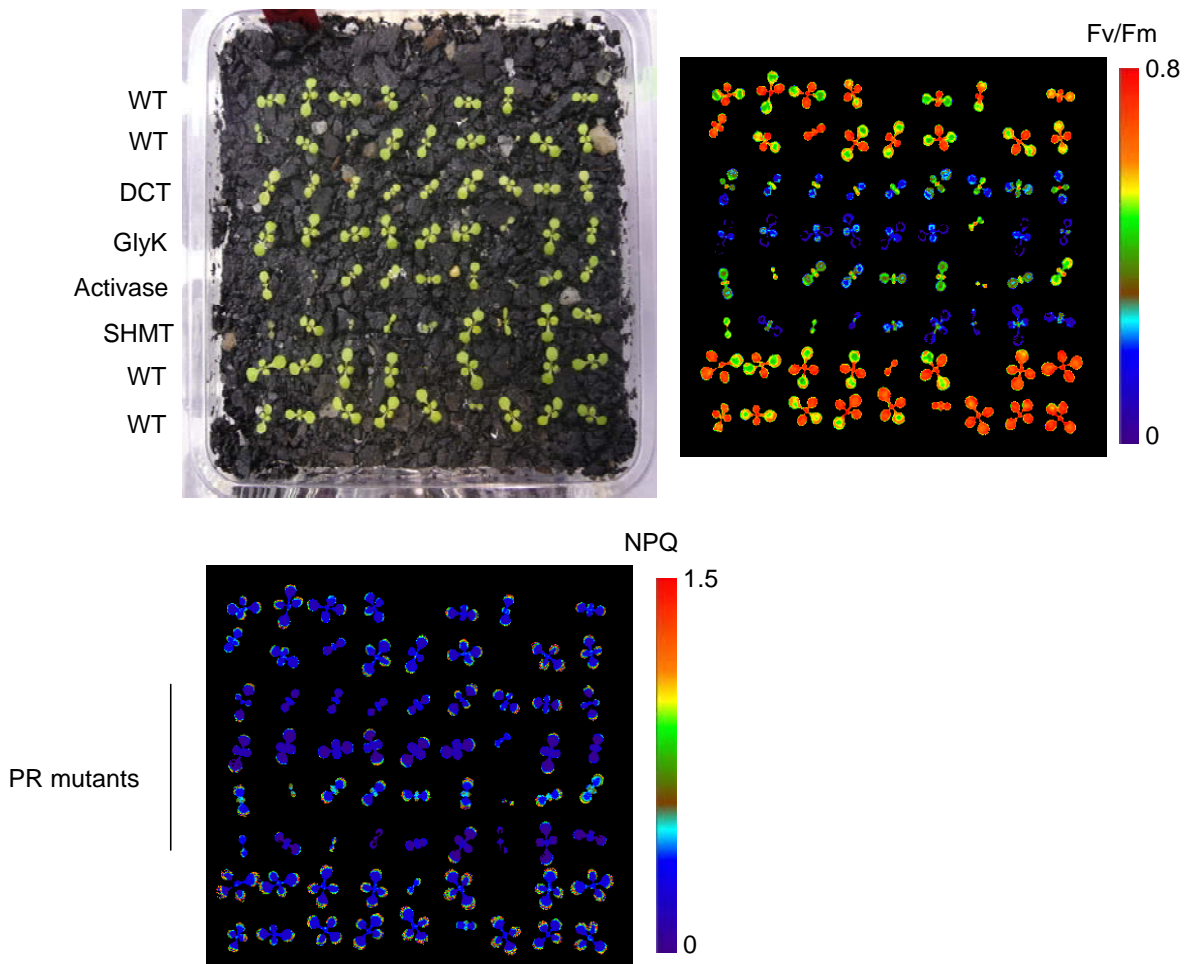 Fv/Fm
0.8
WT
WT
DCT
GlyK
Activase
SHMT
WT
WT
0
NPQ
1.5
PR mutants
0